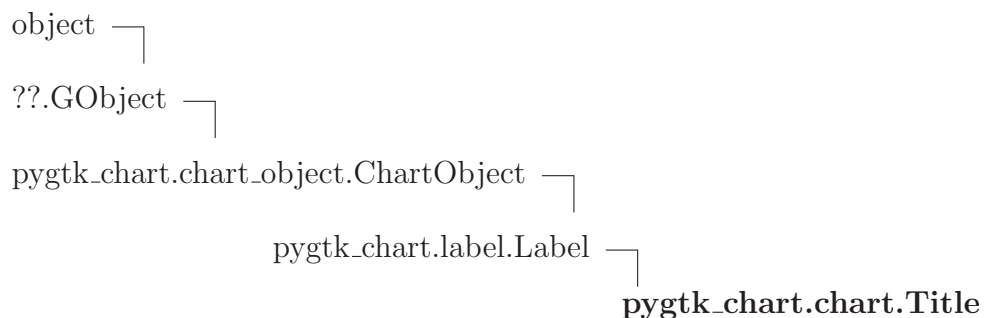 object
??.GObject
pygtk_chart.chart_object.ChartObject
pygtk_chart.label.Label
pygtk_chart.chart.Title